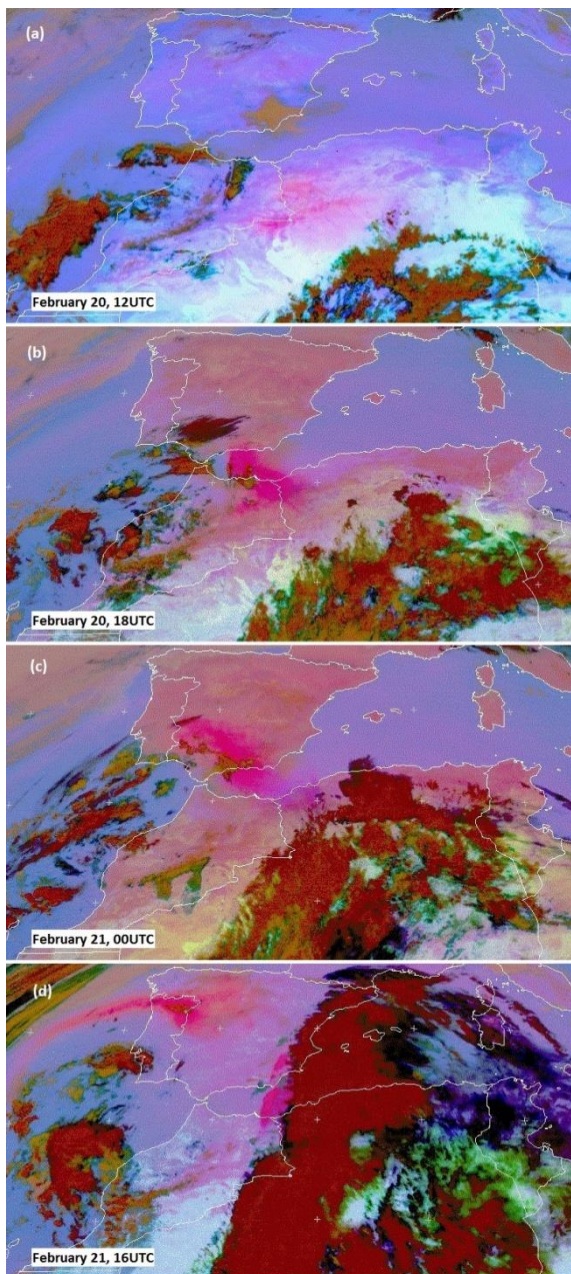 (a)
February 20, 12UTC
(b)
February 20, 18UTC
(c)
February 21, 00UTC
(d)
February 21, 16UTC